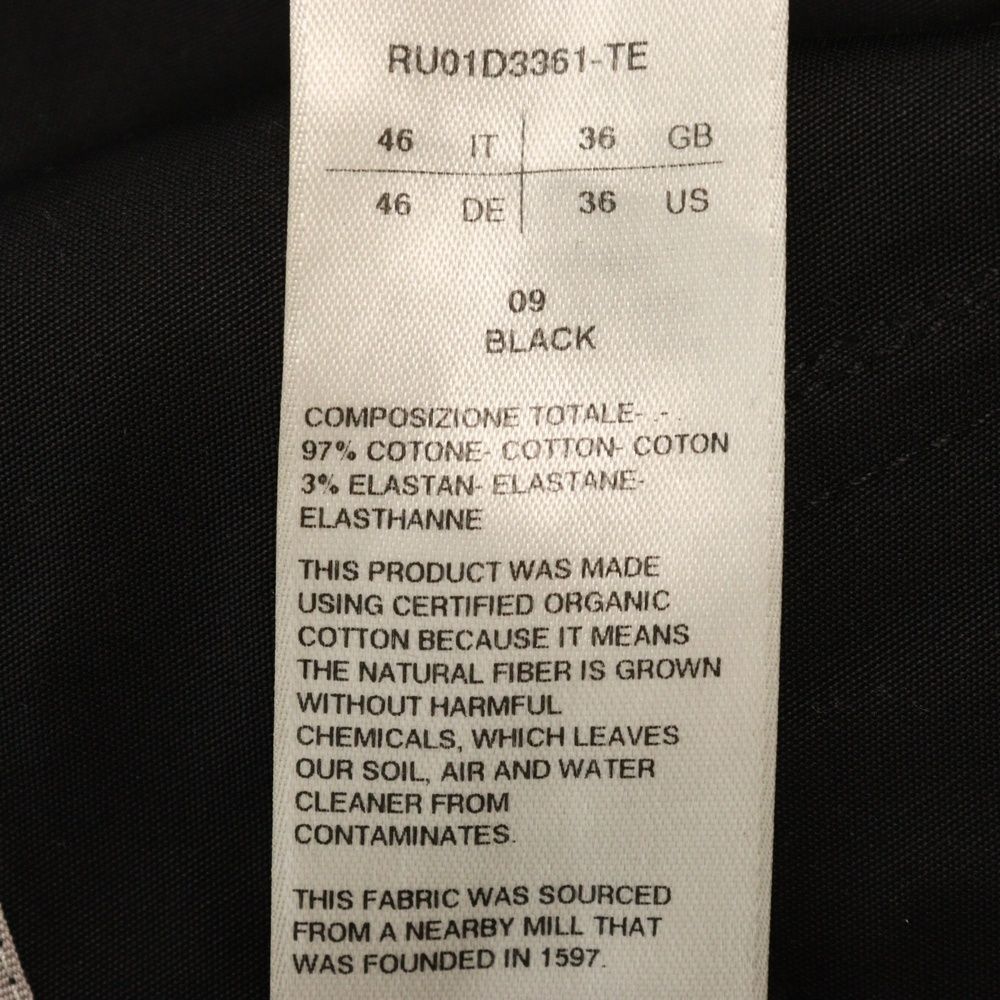 RU01D3361-TE
46 IT 36 GB
46 DE 36 US
09
BLACK
COMPOSIZIONE TOTALE- .-
97% COTONE- COTTON- COTON
3% ELASTAN- ELASTANE-
ELASTHANNE
THIS PRODUCT WAS MADE
USING CERTIFIED ORGANIC
COTTON BECAUSE IT MEANS
THE NATURAL FIBER IS GROWN
WITHOUT HARMFUL
CHEMICALS, WHICH LEAVES
OUR SOIL, AIR AND WATER
CLEANER FROM
CONTAMINATES.
THIS FABRIC WAS SOURCED
FROM A NEARBY MILL THAT
WAS FOUNDED IN 1597.